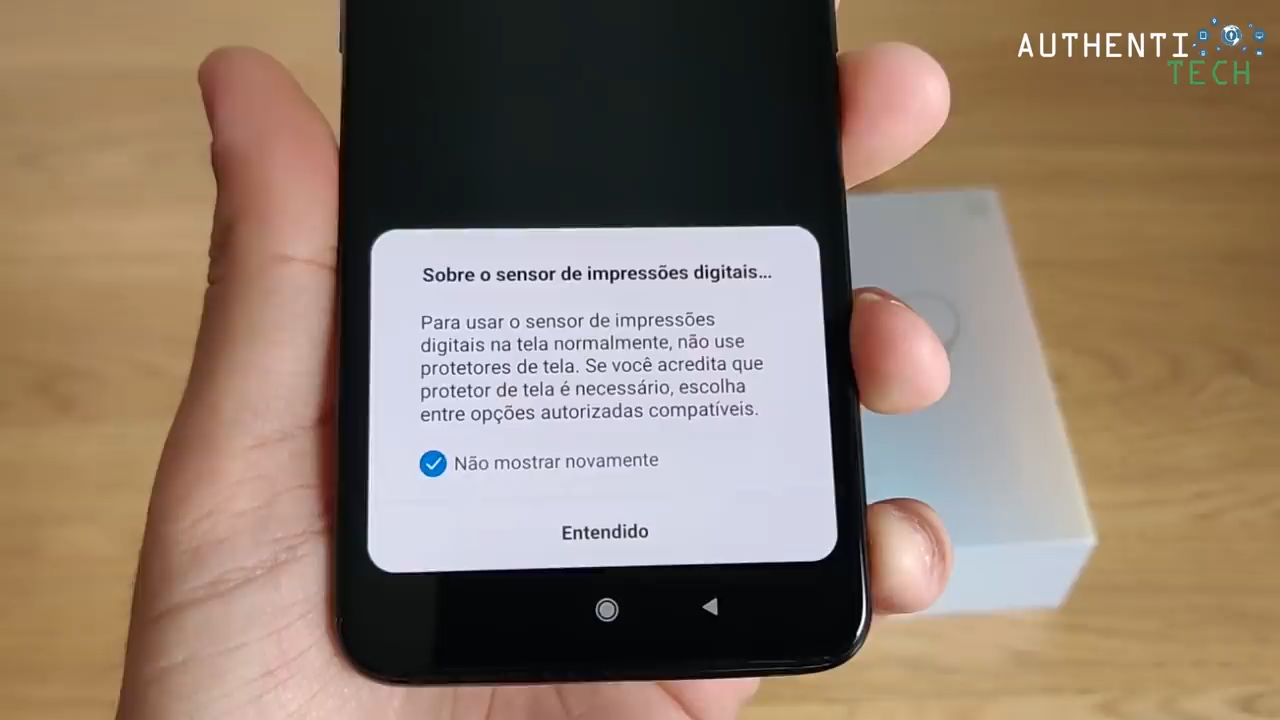 AUTHENTI
TECH
Sobre o sensor de impressões digitais...
Para usar o sensor de impressões
digitais na tela normalmente, não use
protetores de tela. Se você acredita que
protetor de tela é necessário, escolha
entre opções autorizadas compatíveis.
Não mostrar novamente
Entendido